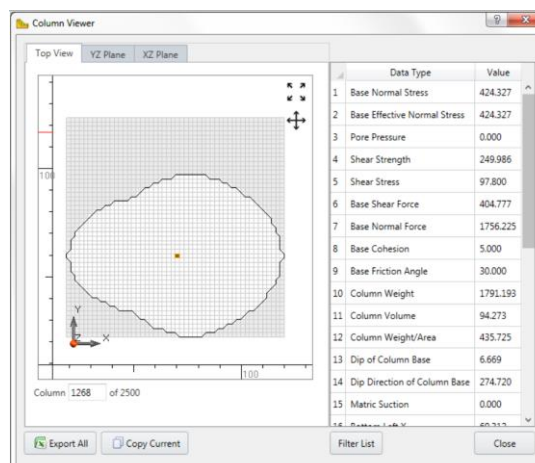 Column Viewer
Top View YZ Plane XZ Plane
100
Y
Z X
100
Column 1268 of 2500
Data Type Value
1 Base Normal Stress 424.327
2 Base Effective Normal Stress 424.327
3 Pore Pressure 0.000
4 Shear Strength 249.986
5 Shear Stress 97.800
6 Base Shear Force 404.777
7 Base Normal Force 1756.225
8 Base Cohesion 5.000
9 Base Friction Angle 30.000
10 Column Weight 1791.193
11 Column Volume 94.273
12 Column Weight/Area 435.725
13 Dip of Column Base 6.669
14 Dip Direction of Column Base 274.720
15 Matric Suction 0.000
16 Bottom Left X
Export All Copy Current Filter List Close